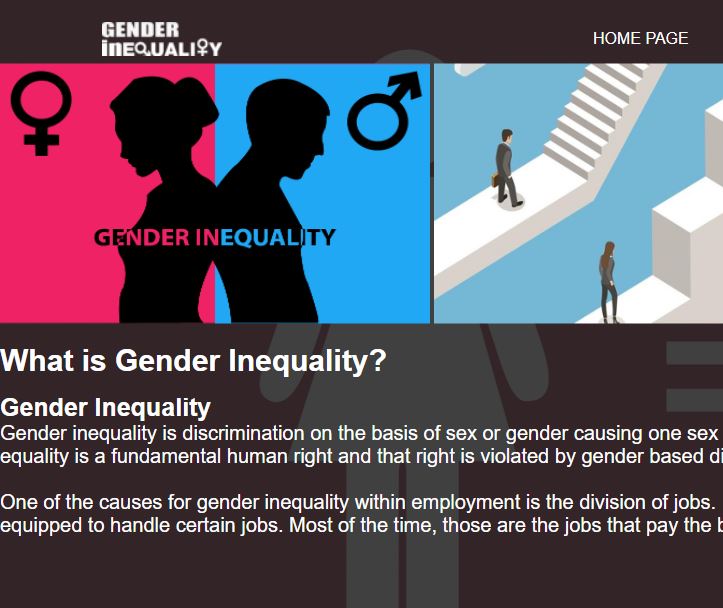 GENDER
INEQUALITY
HOME PAGE
GENDER INEQUALITY
What is Gender Inequality?
Gender Inequality
Gender inequality is discrimination on the basis of sex or gender causing one sex
equality is a fundamental human right and that right is violated by gender based
One of the causes for gender inequality within employment is the division of jobs.
equipped to handle certain jobs. Most of the time, those are the jobs that pay the